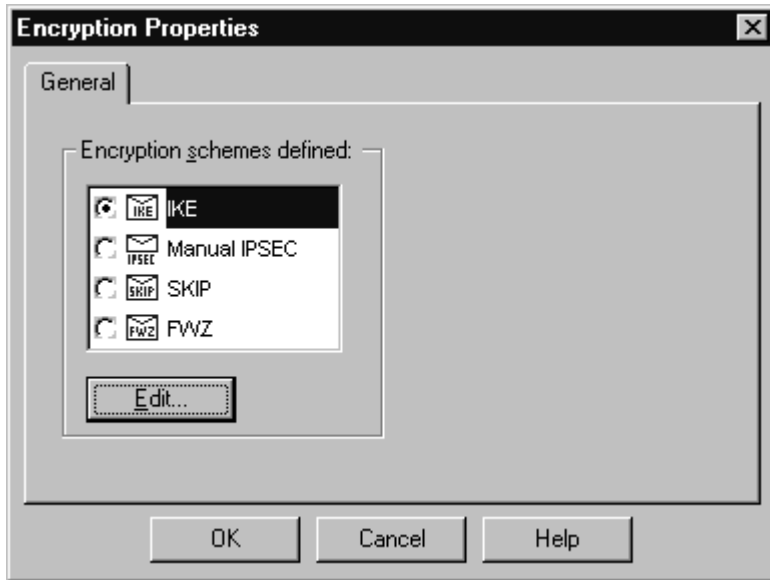 Encryption Properties
General
Encryption schemes defined:
IKE IKE
IPSEC Manual IPSEC
SKIP SKIP
FWZ FWZ
Edit...
OK Cancel Help